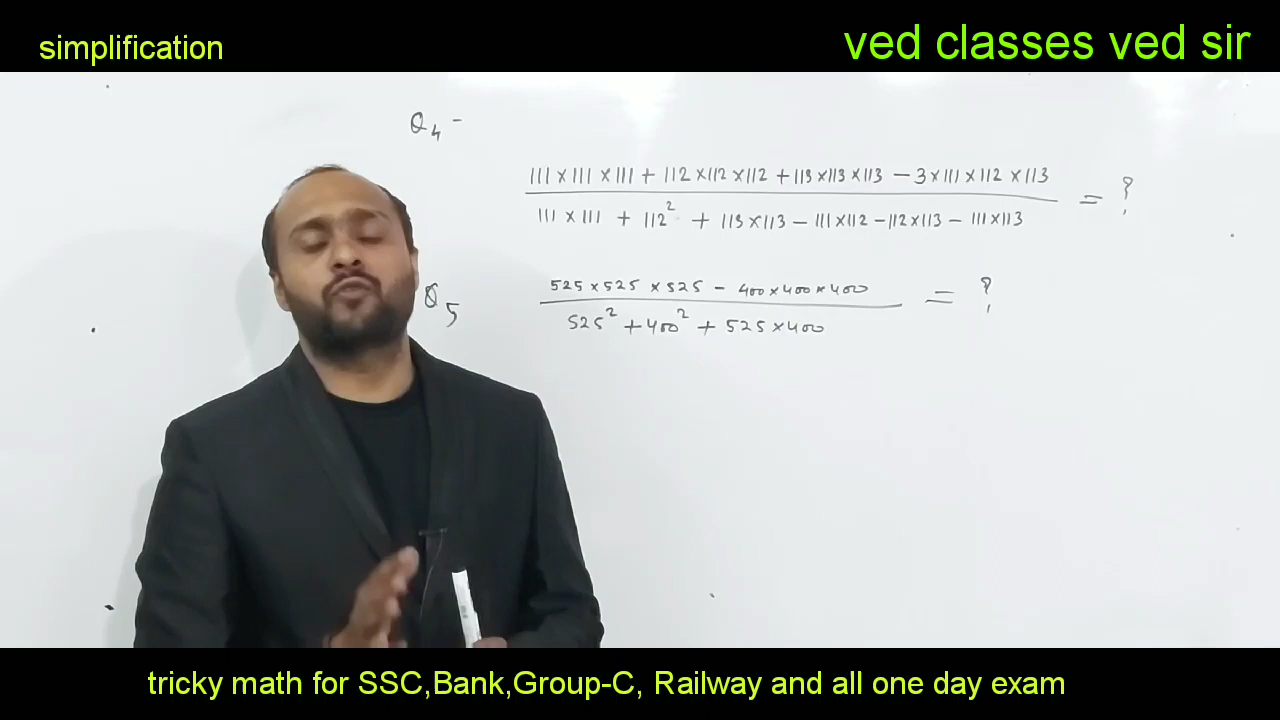 simplification
ved classes ved sir
Q4 -
111 × 111 × 111 + 112 × 112 × 112 + 113 × 113 × 113 - 3 × 111 × 112 × 113 = ?
111 × 111 + 112² + 113 × 113 - 111 × 112 - 112 × 113 - 111 × 113
Q5
525 × 525 × 525 - 400 × 400 × 400 = ?
525² + 400² + 525 × 400
tricky math for SSC,Bank,Group-C, Railway and all one day exam